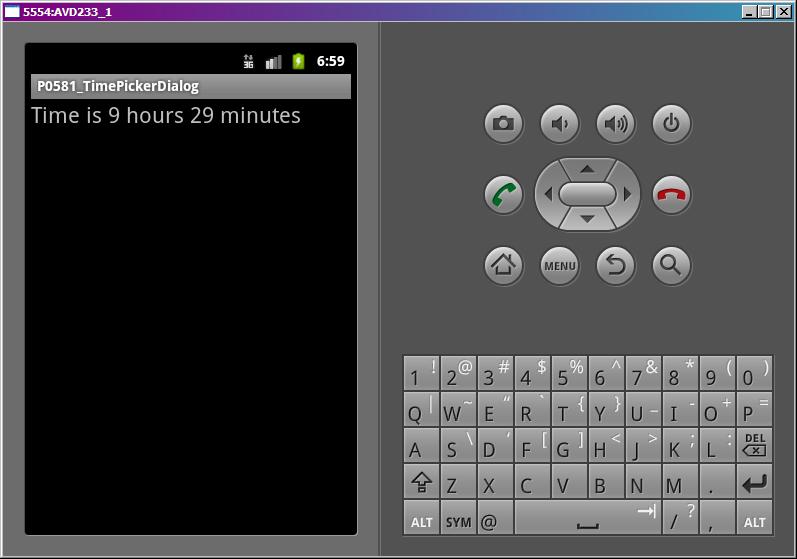 5554:AVD233_1
3G 6:59
P0581_TimePickerDialog
Time is 9 hours 29 minutes
MENU
1 ! 2 @ 3 # 4 $ 5 % 6 ^ 7 & 8 * 9 ( 0 )
Q | W ~ E “ R ` T { Y } U _ I - O + P =
A S \ D ‘ F [ G ] H < J > K ; L : DEL
Z X C V B N M .
ALT SYM @ / ? , ALT